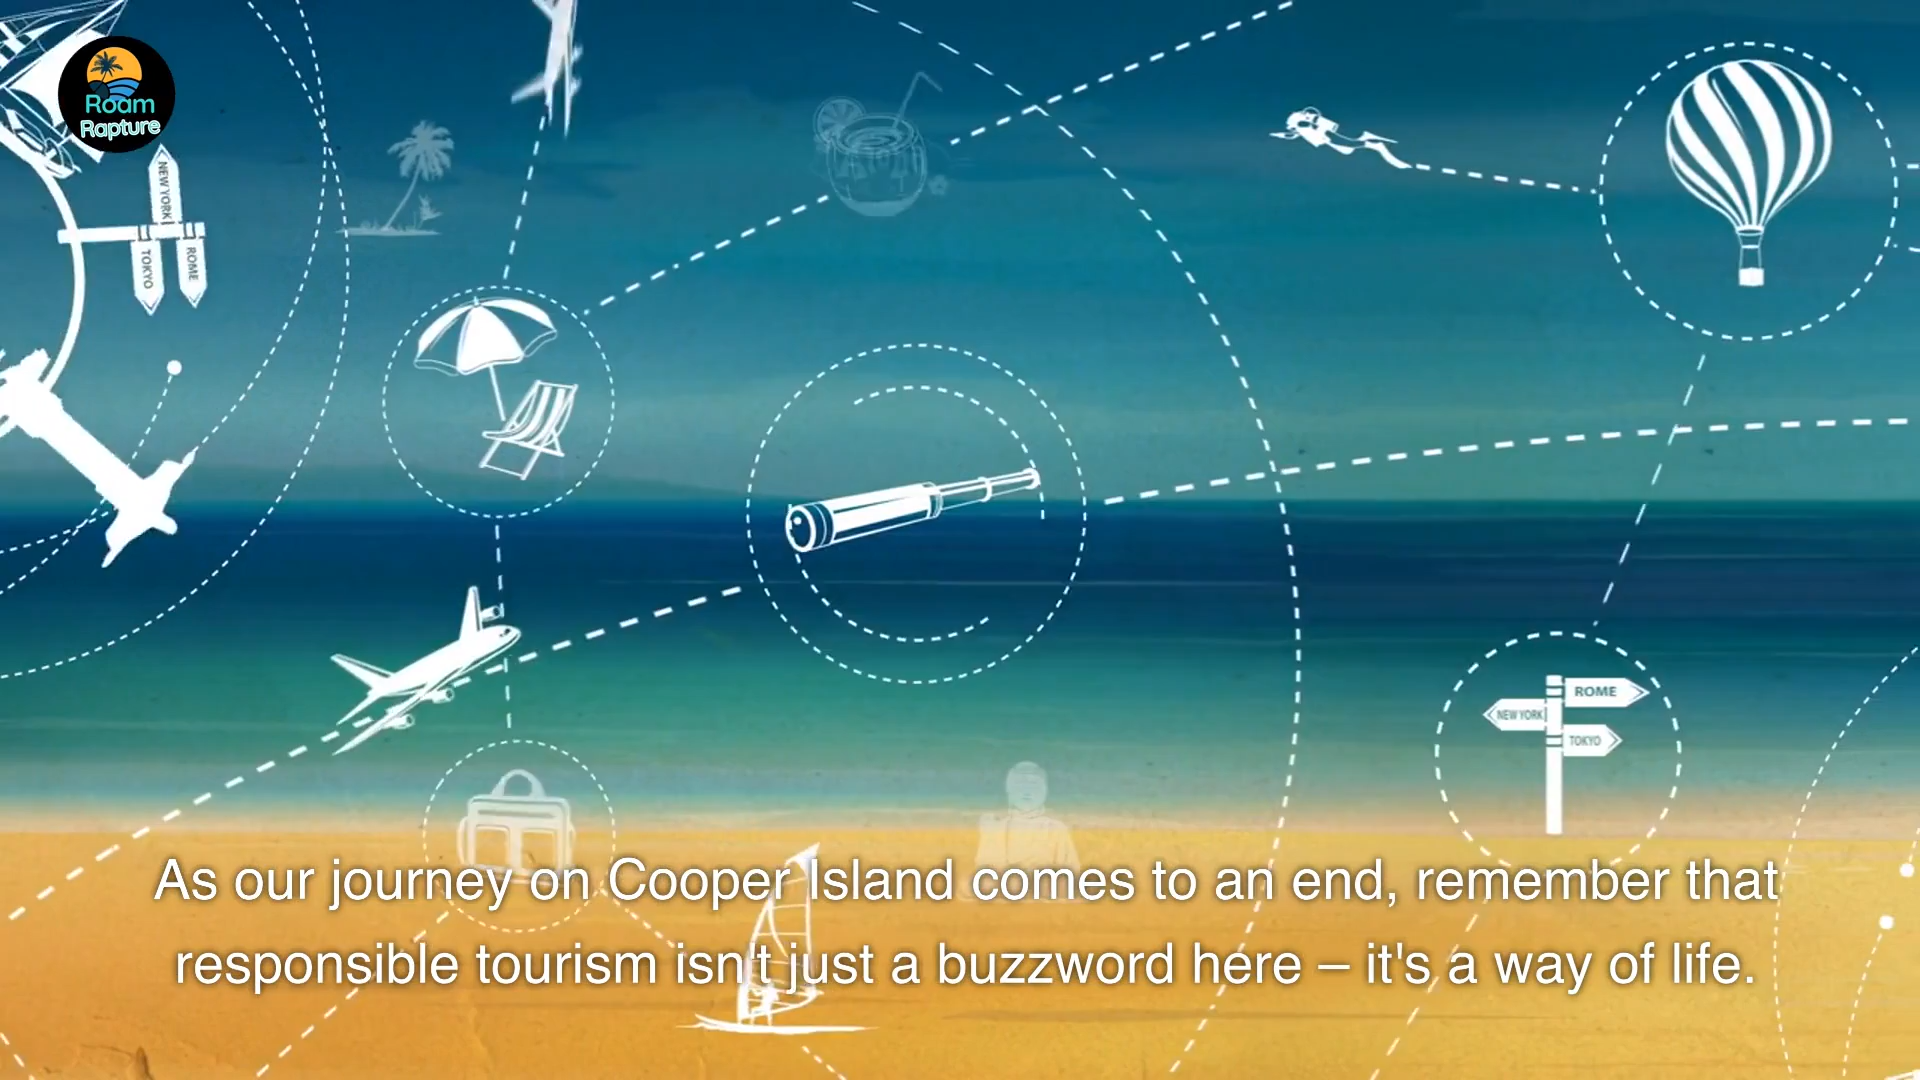 Roam
Rapture
NEW YORK
TOKYO
ROME
ROME
NEW YORK
TOKYO
As our journey on Cooper Island comes to an end, remember that
responsible tourism isn't just a buzzword here – it's a way of life.